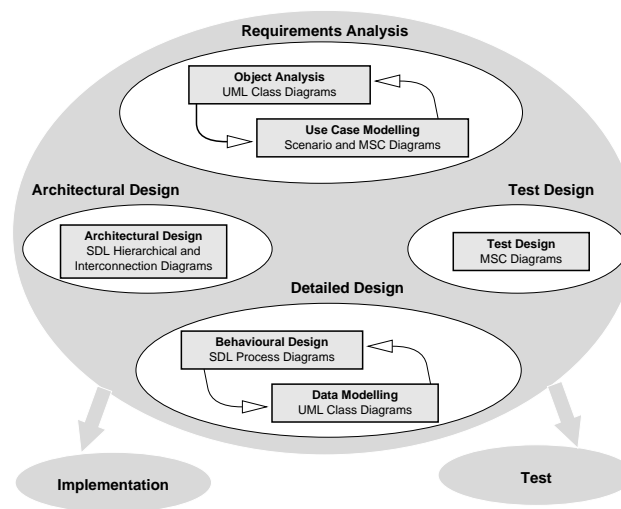 Requirements Analysis
Object Analysis
UML Class Diagrams
Use Case Modelling
Scenario and MSC Diagrams
Architectural Design
Test Design
Architectural Design
SDL Hierarchical and
Interconnection Diagrams
Test Design
MSC Diagrams
Detailed Design
Behavioural Design
SDL Process Diagrams
Data Modelling
UML Class Diagrams
Implementation
Test